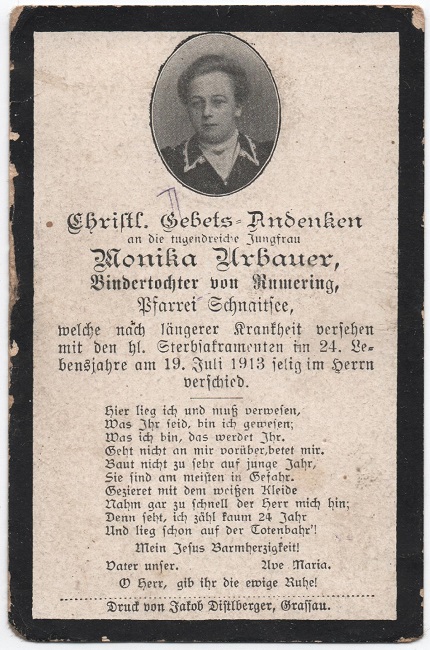 Christl. Gebets-Andenken
an die tugendreiche Jungfrau
Monika Urbauer,
Bindertochter von Rumering,
Pfarrei Schnaitsee,
welche nach längerer Krankheit versehen
mit den hl. Sterbsakramenten im 24. Le-
bensjahre am 19. Juli 1913 selig im Herrn
verschied.
Hier lieg ich und muß verwesen,
Was Ihr seid, bin ich gewesen;
Was ich bin, das werdet Ihr.
Geht nicht an mir vorüber,betet mir.
Baut nicht zu sehr auf junge Jahr,
Sie sind am meisten in Gefahr.
Gezieret mit dem weißen Kleide
Nahm gar zu schnell der Herr mich hin;
Denn seht, ich zähl kaum 24 Jahr
Und lieg schon auf der Totenbahr'!
Mein Jesus Barmherzigkeit!
Vater unser. Ave Maria.
O Herr, gib ihr die ewige Ruhe!
Druck von Jakob Distlberger, Grassau.